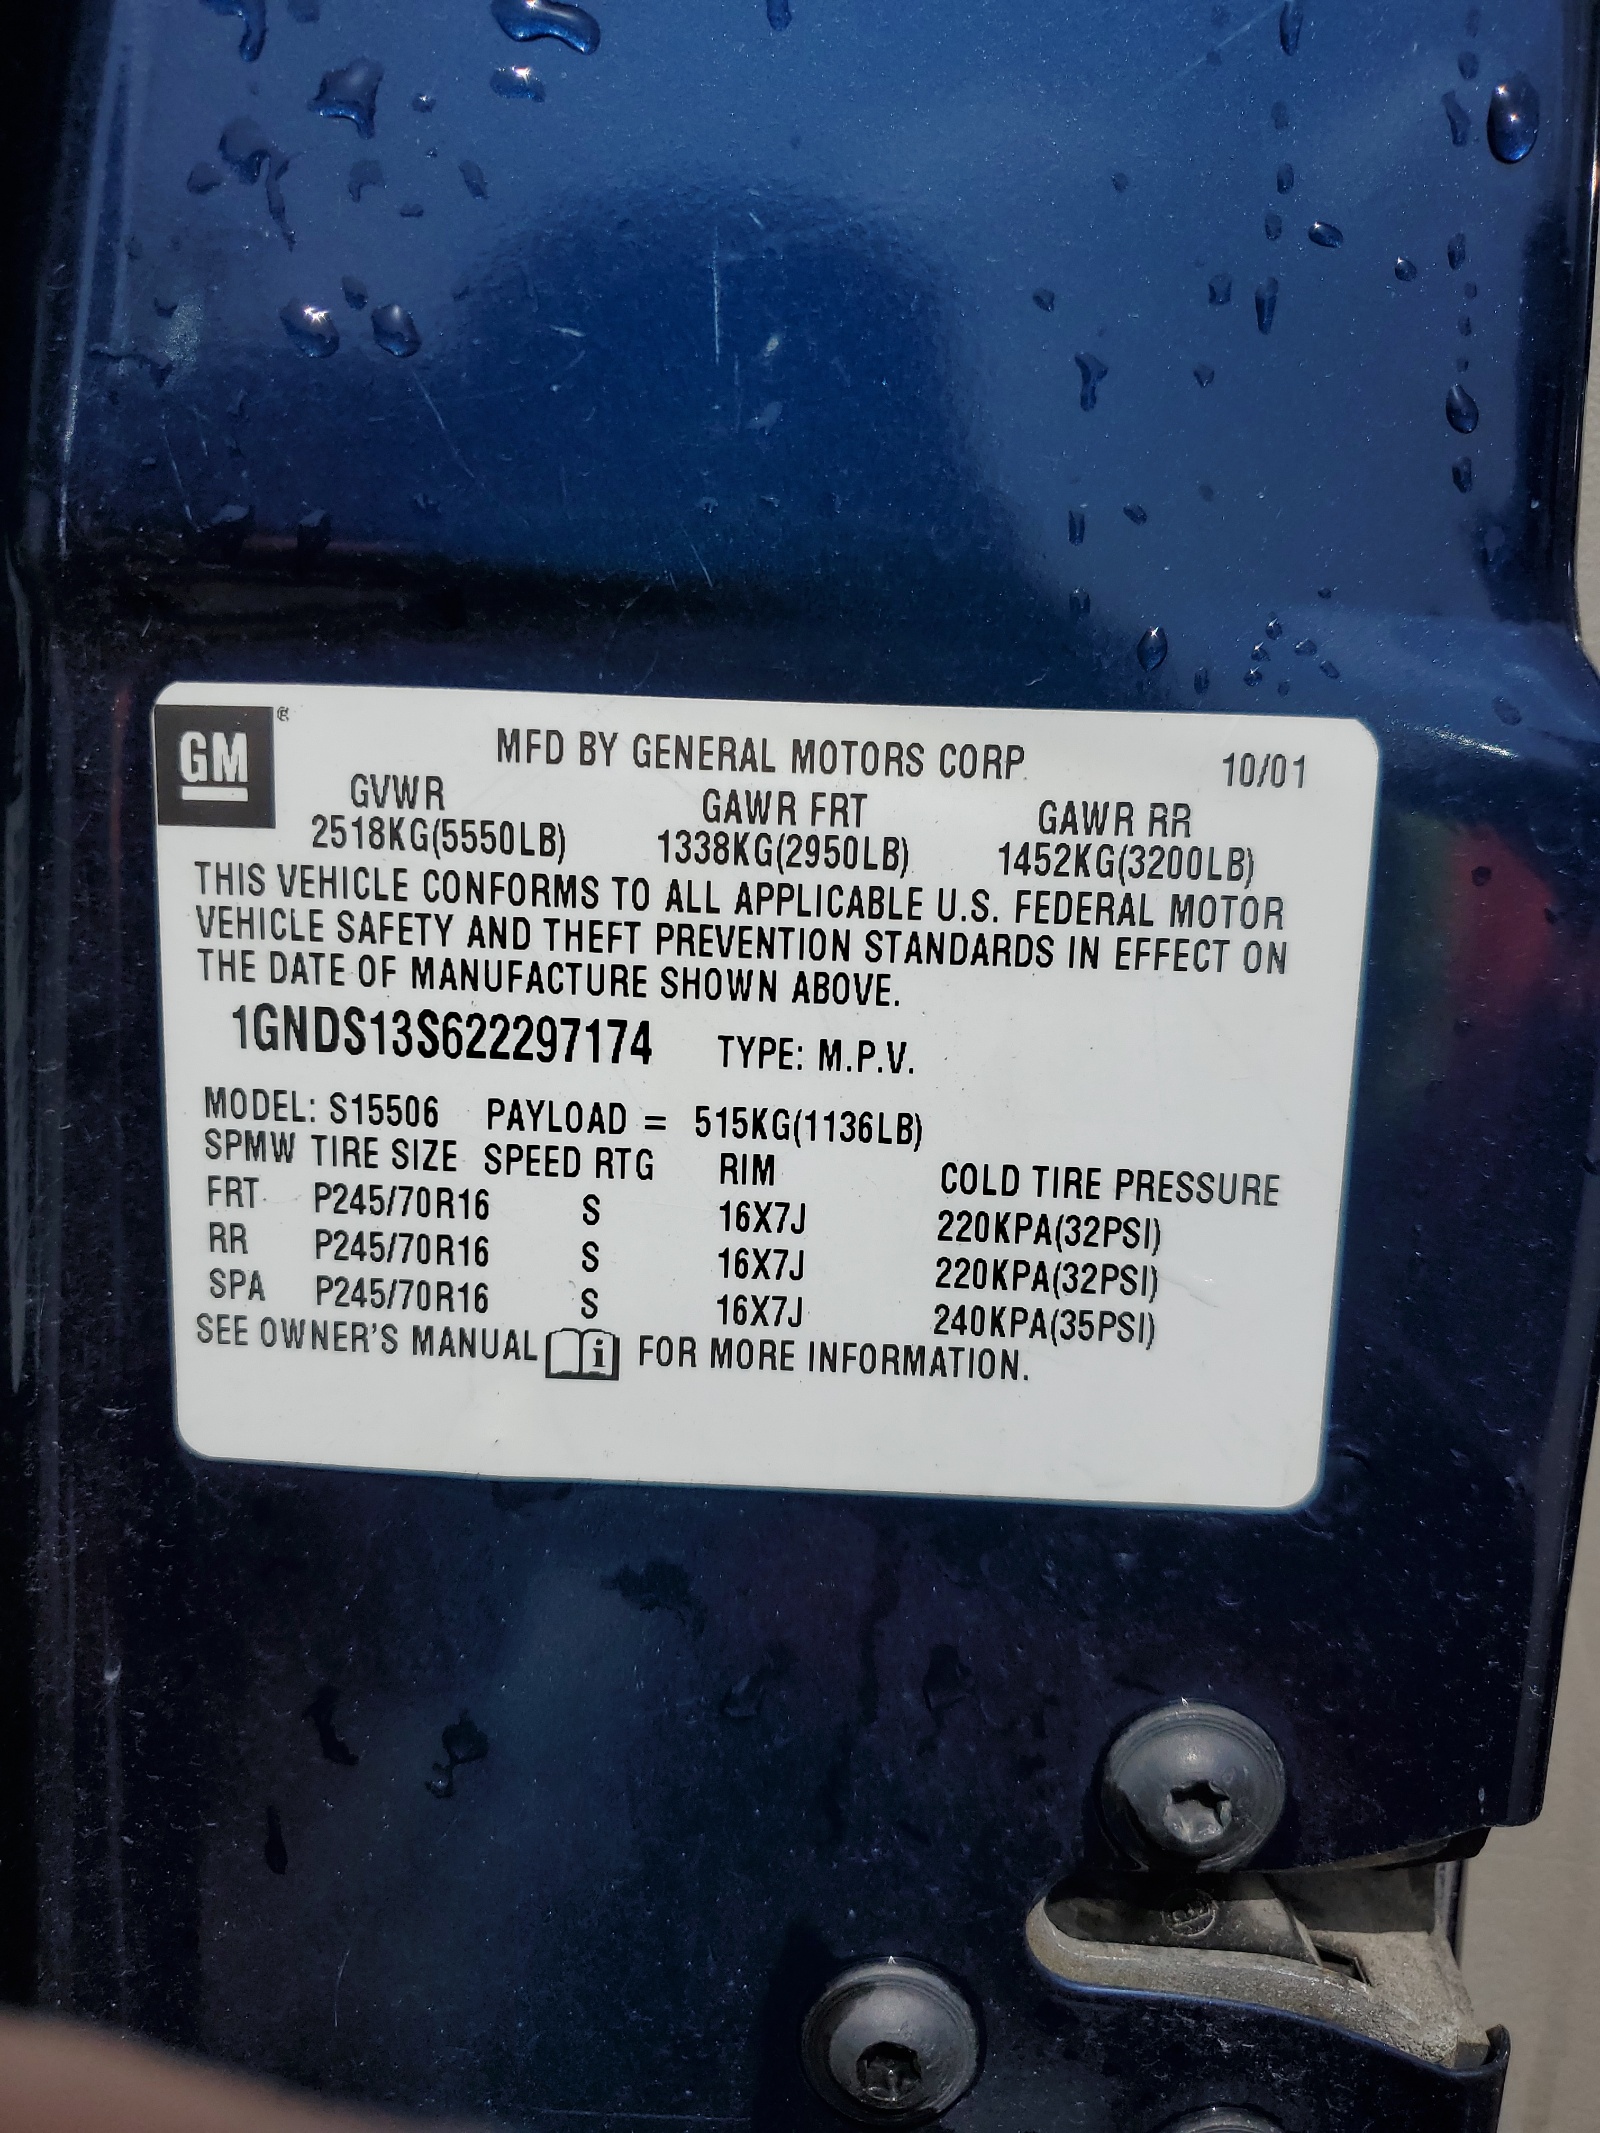 GM ®
MFD BY GENERAL MOTORS CORP. 10/01
GVWR GAWR FRT GAWR RR
2518KG(5550LB) 1338KG(2950LB) 1452KG(3200LB)
THIS VEHICLE CONFORMS TO ALL APPLICABLE U.S. FEDERAL MOTOR
VEHICLE SAFETY AND THEFT PREVENTION STANDARDS IN EFFECT ON
THE DATE OF MANUFACTURE SHOWN ABOVE.
1GNDS13S622297174 TYPE: M.P.V.
MODEL: S15506 PAYLOAD = 515KG(1136LB)
SPMW TIRE SIZE SPEED RTG RIM COLD TIRE PRESSURE
FRT P245/70R16 S 16X7J 220KPA(32PSI)
RR P245/70R16 S 16X7J 220KPA(32PSI)
SPA P245/70R16 S 16X7J 240KPA(35PSI)
SEE OWNER'S MANUAL i FOR MORE INFORMATION.